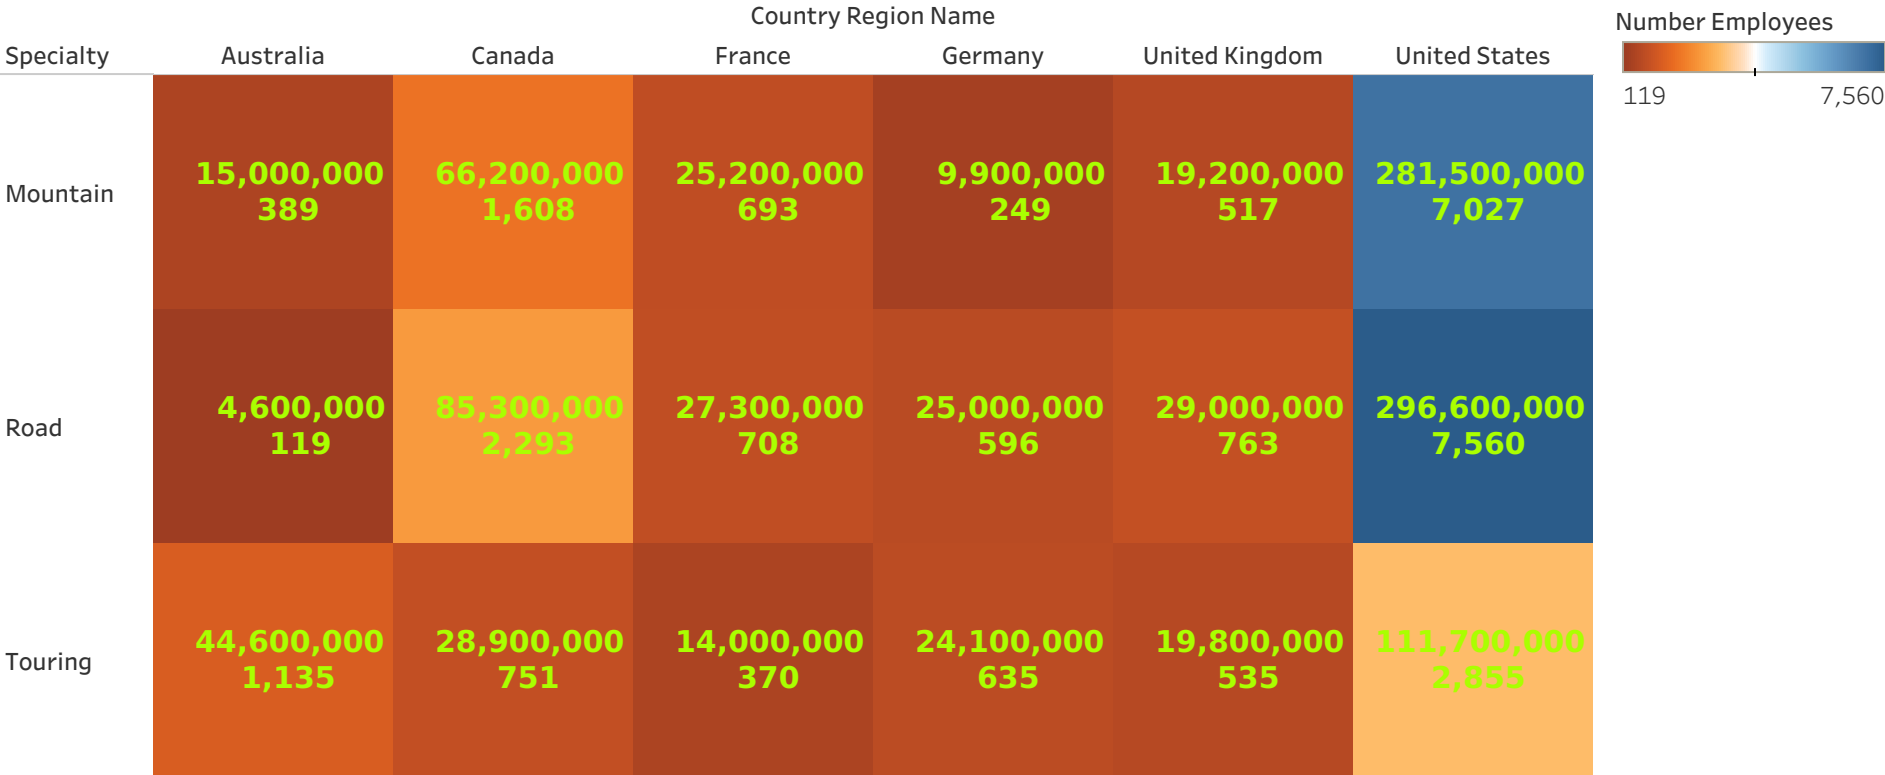 Country Region Name
Number Employees
Specialty Australia Canada France Germany United Kingdom United States
119 7,560
Mountain
15,000,000 66,200,000 25,200,000 9,900,000 19,200,000 281,500,000
389 1,608 693 249 517 7,027
Road
4,600,000 85,300,000 27,300,000 25,000,000 29,000,000 296,600,000
119 2,293 708 596 763 7,560
Touring
44,600,000 28,900,000 14,000,000 24,100,000 19,800,000 111,700,000
1,135 751 370 635 535 2,855